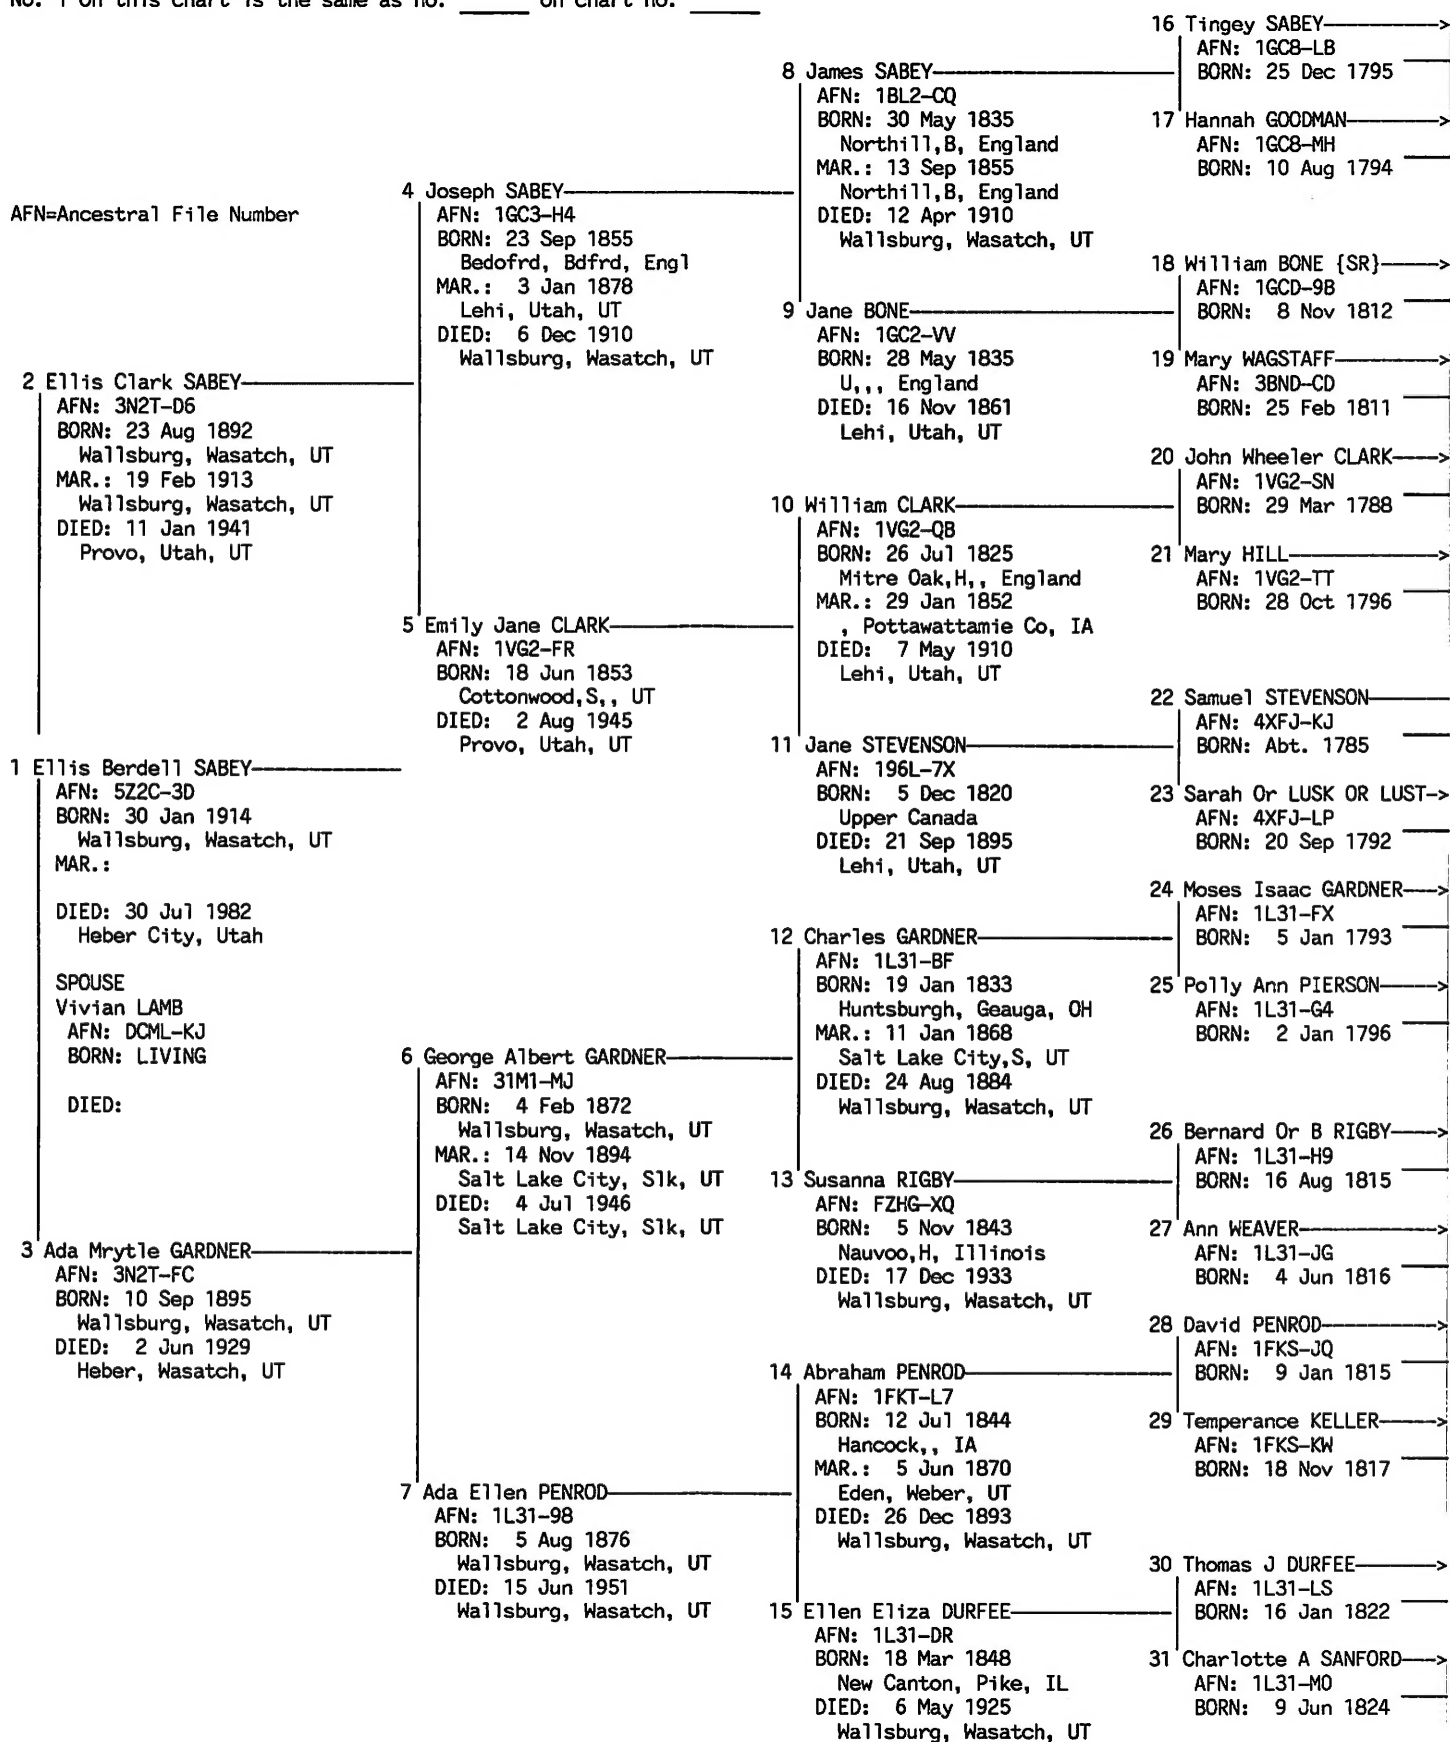 No. 1 on this chart is the same as no. _____ on chart no. _____
AFN=Ancestral File Number
2 Ellis Clark SABEY
AFN: 3N2T-D6
BORN: 23 Aug 1892
Wallsburg, Wasatch, UT
MAR.: 19 Feb 1913
Wallsburg, Wasatch, UT
DIED: 11 Jan 1941
Provo, Utah, UT
1 Ellis Berdell SABEY
AFN: 5Z2C-3D
BORN: 30 Jan 1914
Wallsburg, Wasatch, UT
MAR.:
DIED: 30 Jul 1982
Heber City, Utah
SPOUSE
Vivian LAMB
AFN: DCML-KJ
BORN: LIVING
DIED:
3 Ada Mrytle GARDNER
AFN: 3N2T-FC
BORN: 10 Sep 1895
Wallsburg, Wasatch, UT
DIED: 2 Jun 1929
Heber, Wasatch, UT
4 Joseph SABEY
AFN: 1GC3-H4
BORN: 23 Sep 1855
Bedofrd, Bdfrd, Engl
MAR.: 3 Jan 1878
Lehi, Utah, UT
DIED: 6 Dec 1910
Wallsburg, Wasatch, UT
5 Emily Jane CLARK
AFN: 1VG2-FR
BORN: 18 Jun 1853
Cottonwood,S,, UT
DIED: 2 Aug 1945
Provo, Utah, UT
6 George Albert GARDNER
AFN: 31M1-MJ
BORN: 4 Feb 1872
Wallsburg, Wasatch, UT
MAR.: 14 Nov 1894
Salt Lake City, Slk, UT
DIED: 4 Jul 1946
Salt Lake City, Slk, UT
7 Ada Ellen PENROD
AFN: 1L31-98
BORN: 5 Aug 1876
Wallsburg, Wasatch, UT
DIED: 15 Jun 1951
Wallsburg, Wasatch, UT
8 James SABEY
AFN: 1BL2-CQ
BORN: 30 May 1835
Northill,B, England
MAR.: 13 Sep 1855
Northill,B, England
DIED: 12 Apr 1910
Wallsburg, Wasatch, UT
9 Jane BONE
AFN: 1GC2-VV
BORN: 28 May 1835
U,,, England
DIED: 16 Nov 1861
Lehi, Utah, UT
10 William CLARK
AFN: 1VG2-QB
BORN: 26 Jul 1825
Mitre Oak,H,, England
MAR.: 29 Jan 1852
, Pottawattamie Co, IA
DIED: 7 May 1910
Lehi, Utah, UT
11 Jane STEVENSON
AFN: 196L-7X
BORN: 5 Dec 1820
Upper Canada
DIED: 21 Sep 1895
Lehi, Utah, UT
12 Charles GARDNER
AFN: 1L31-BF
BORN: 19 Jan 1833
Huntsburgh, Geauga, OH
MAR.: 11 Jan 1868
Salt Lake City,S, UT
DIED: 24 Aug 1884
Wallsburg, Wasatch, UT
13 Susanna RIGBY
AFN: FZHG-XQ
BORN: 5 Nov 1843
Nauvoo,H, Illinois
DIED: 17 Dec 1933
Wallsburg, Wasatch, UT
14 Abraham PENROD
AFN: 1FKT-L7
BORN: 12 Jul 1844
Hancock,, IA
MAR.: 5 Jun 1870
Eden, Weber, UT
DIED: 26 Dec 1893
Wallsburg, Wasatch, UT
15 Ellen Eliza DURFEE
AFN: 1L31-DR
BORN: 18 Mar 1848
New Canton, Pike, IL
DIED: 6 May 1925
Wallsburg, Wasatch, UT
16 Tingey SABEY
AFN: 1GC8-LB
BORN: 25 Dec 1795
17 Hannah GOODMAN
AFN: 1GC8-MH
BORN: 10 Aug 1794
18 William BONE {SR}
AFN: 1GCD-9B
BORN: 8 Nov 1812
19 Mary WAGSTAFF
AFN: 3BND-CD
BORN: 25 Feb 1811
20 John Wheeler CLARK
AFN: 1VG2-SN
BORN: 29 Mar 1788
21 Mary HILL
AFN: 1VG2-TT
BORN: 28 Oct 1796
22 Samuel STEVENSON
AFN: 4XFJ-KJ
BORN: Abt. 1785
23 Sarah Or LUSK OR LUST
AFN: 4XFJ-LP
BORN: 20 Sep 1792
24 Moses Isaac GARDNER
AFN: 1L31-FX
BORN: 5 Jan 1793
25 Polly Ann PIERSON
AFN: 1L31-G4
BORN: 2 Jan 1796
26 Bernard Or B RIGBY
AFN: 1L31-H9
BORN: 16 Aug 1815
27 Ann WEAVER
AFN: 1L31-JG
BORN: 4 Jun 1816
28 David PENROD
AFN: 1FKS-JQ
BORN: 9 Jan 1815
29 Temperance KELLER
AFN: 1FKS-KW
BORN: 18 Nov 1817
30 Thomas J DURFEE
AFN: 1L31-LS
BORN: 16 Jan 1822
31 Charlotte A SANFORD
AFN: 1L31-M0
BORN: 9 Jun 1824